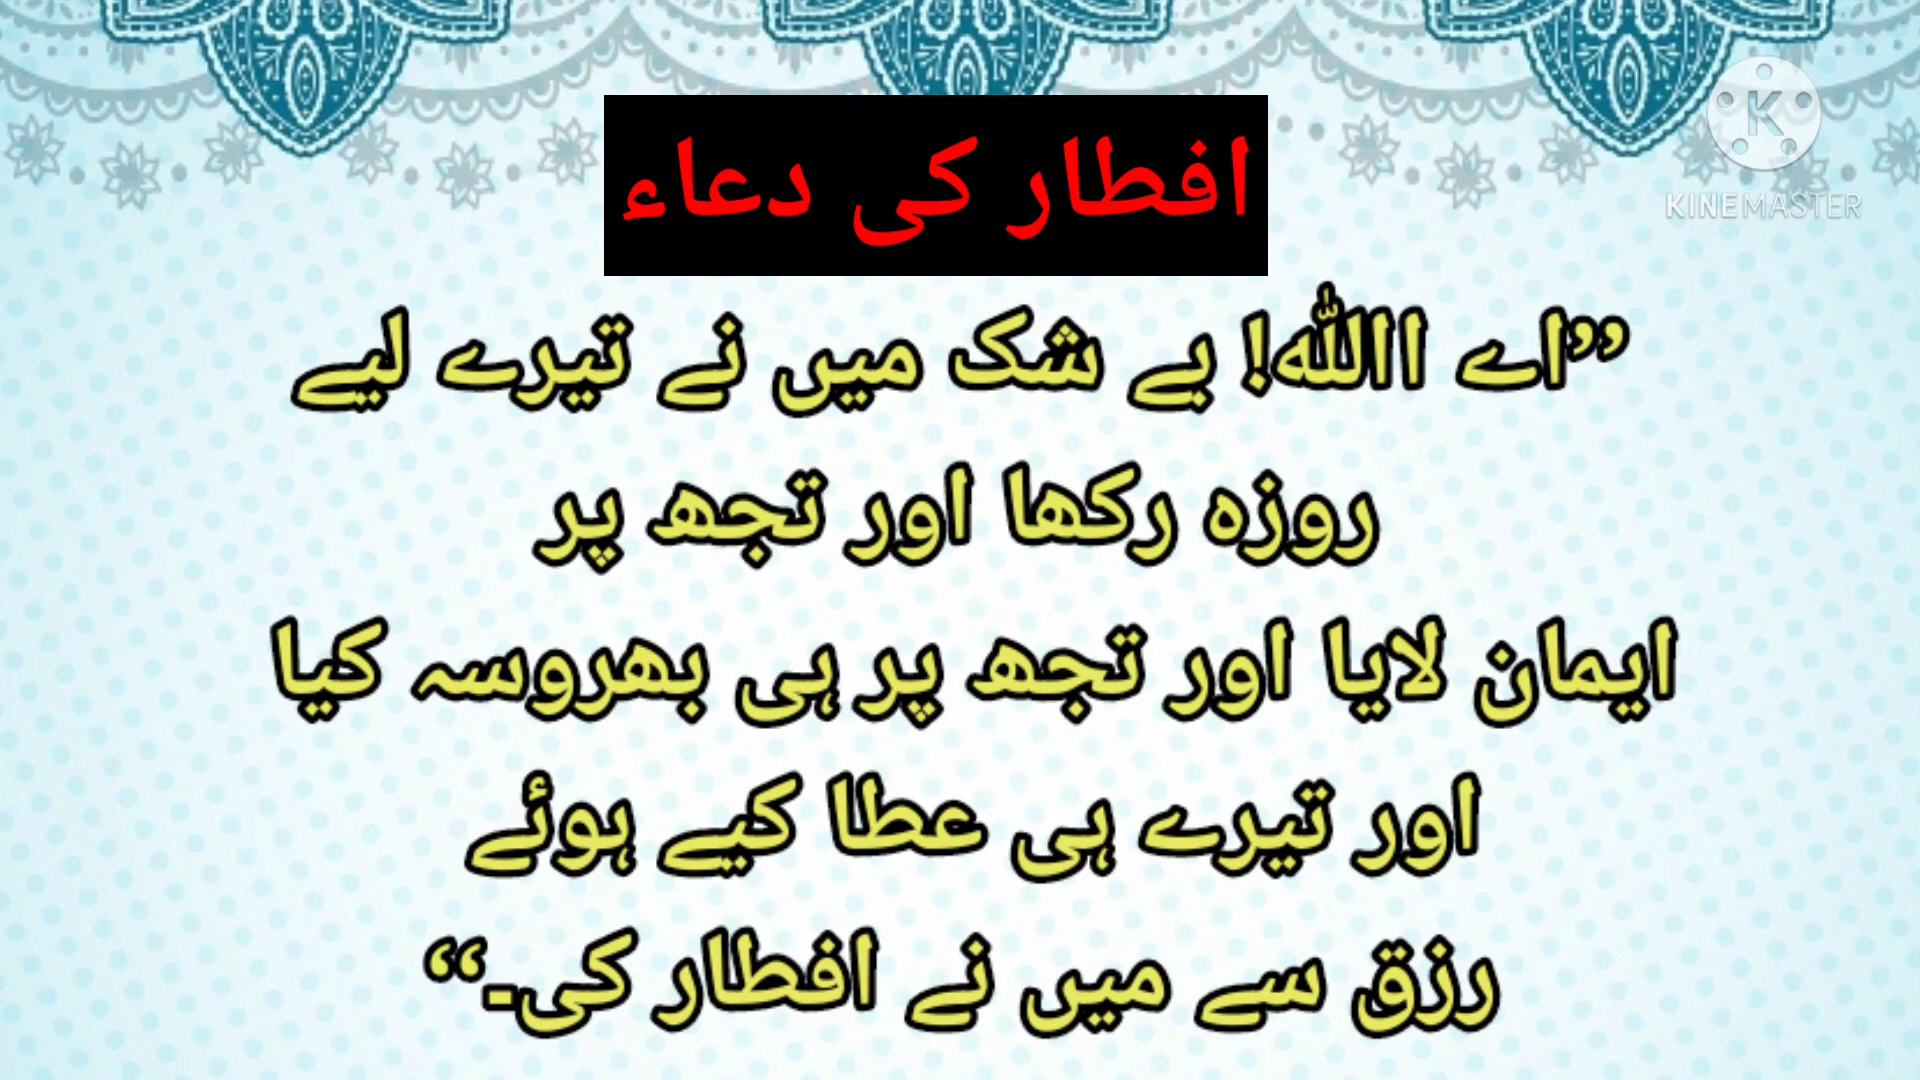 افطار کی دعاء
KINEMASTER
”اے اﷲ! بے شک میں نے تیرے لیے
روزہ رکھا اور تجھ پر
ایمان لایا اور تجھ پر ہی بھروسہ کیا
اور تیرے ہی عطا کیے ہوئے
رزق سے میں نے افطار کی۔“